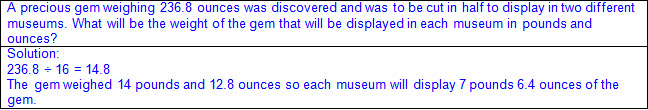 A precious gem weighing 236.8 ounces was discovered and was to be cut in half to display in two different
museums. What will be the weight of the gem that will be displayed in each museum in pounds and
ounces?
Solution:
236.8 ÷ 16 = 14.8
The gem weighed 14 pounds and 12.8 ounces so each museum will display 7 pounds 6.4 ounces of the
gem.